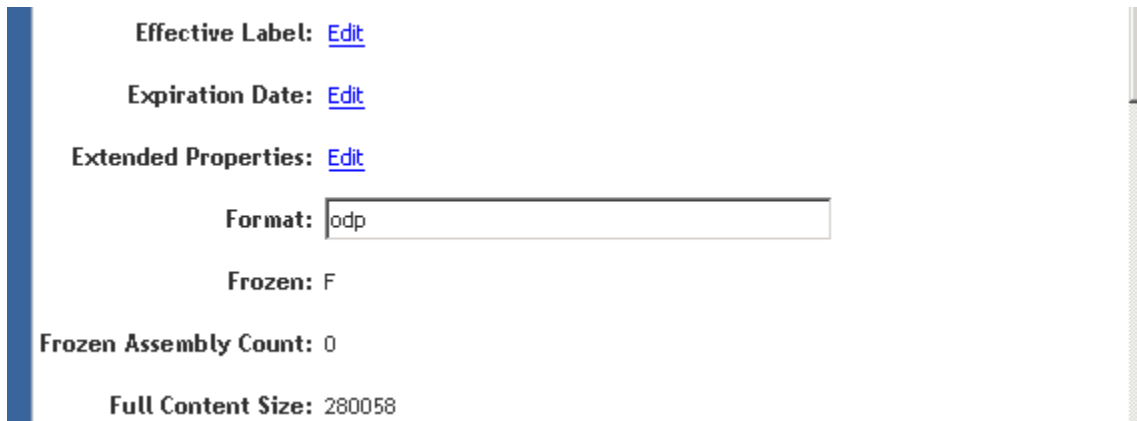 Effective Label: Edit
Expiration Date: Edit
Extended Properties: Edit
Format: odp
Frozen: F
Frozen Assembly Count: 0
Full Content Size: 280058